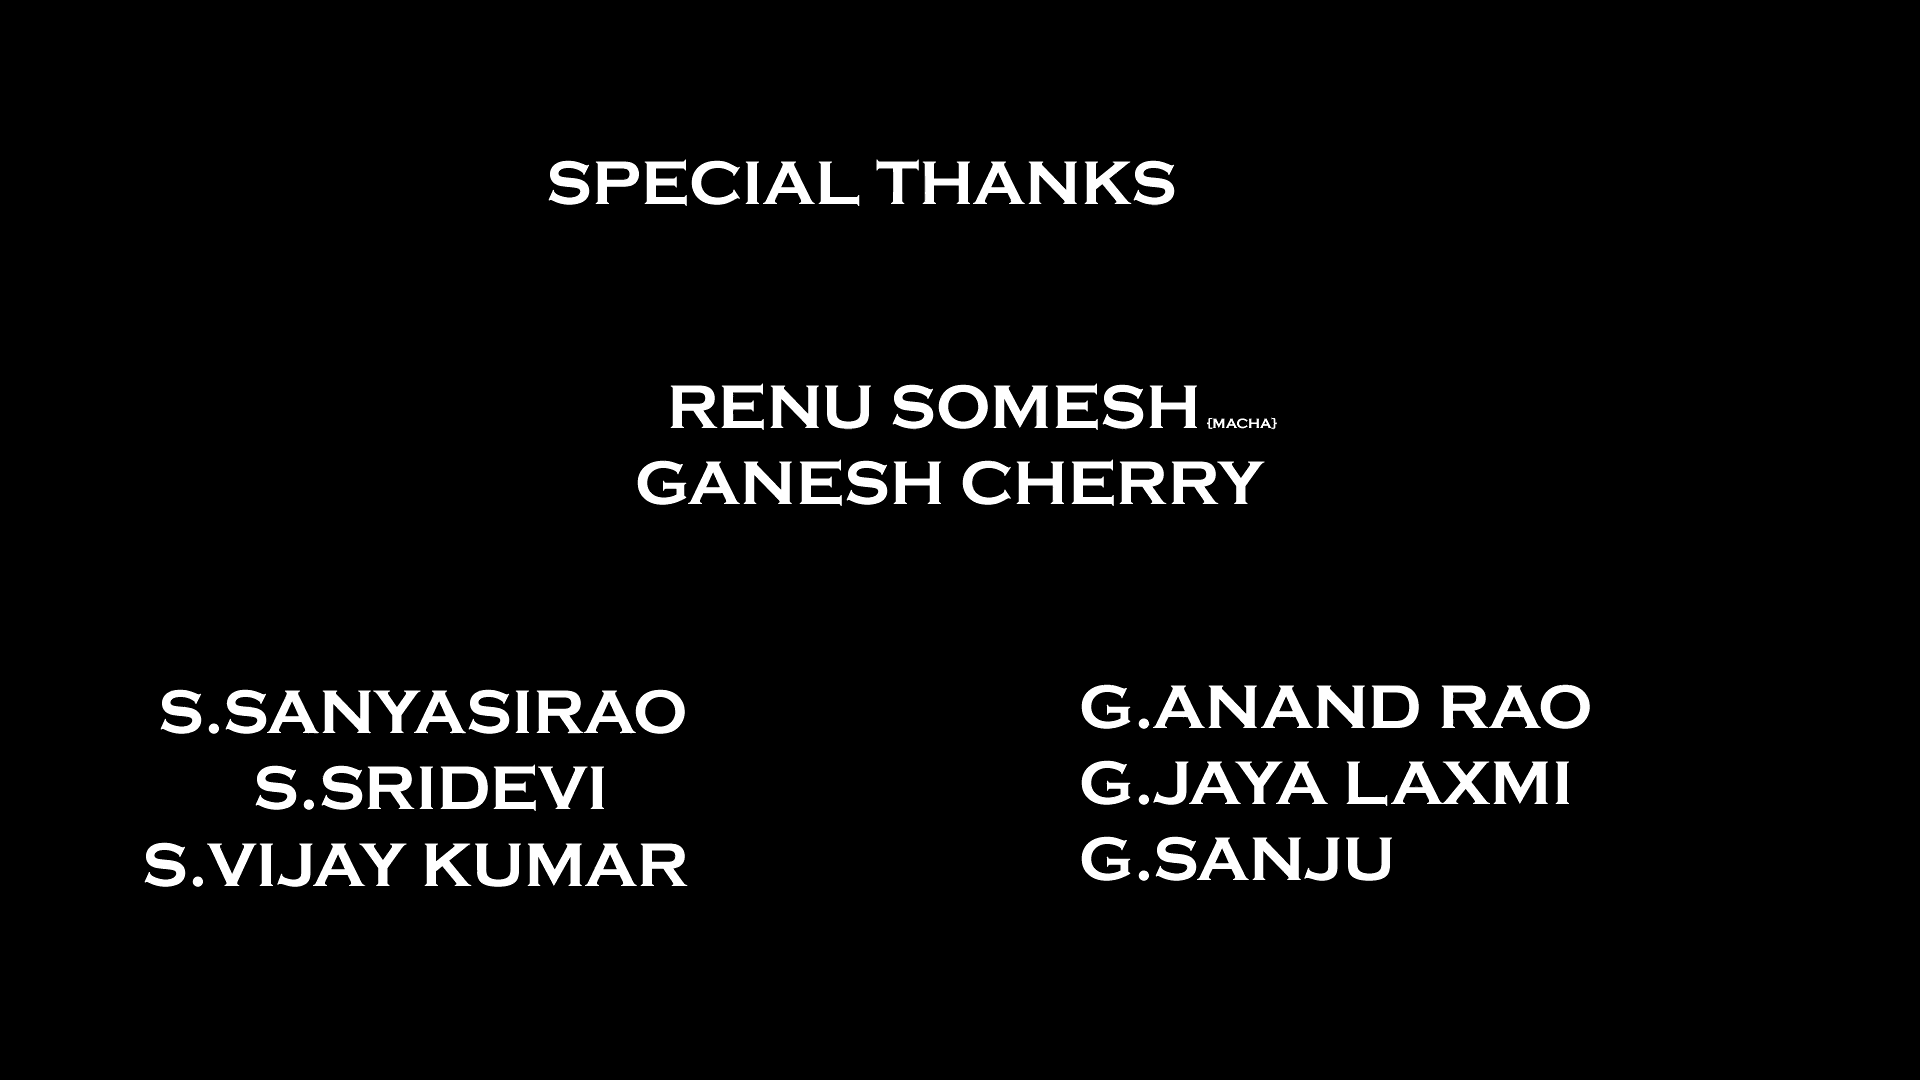 SPECIAL THANKS
RENU SOMESH {MACHA}
GANESH CHERRY
S.SANYASIRAO
S.SRIDEVI
S.VIJAY KUMAR
G.ANAND RAO
G.JAYA LAXMI
G.SANJU